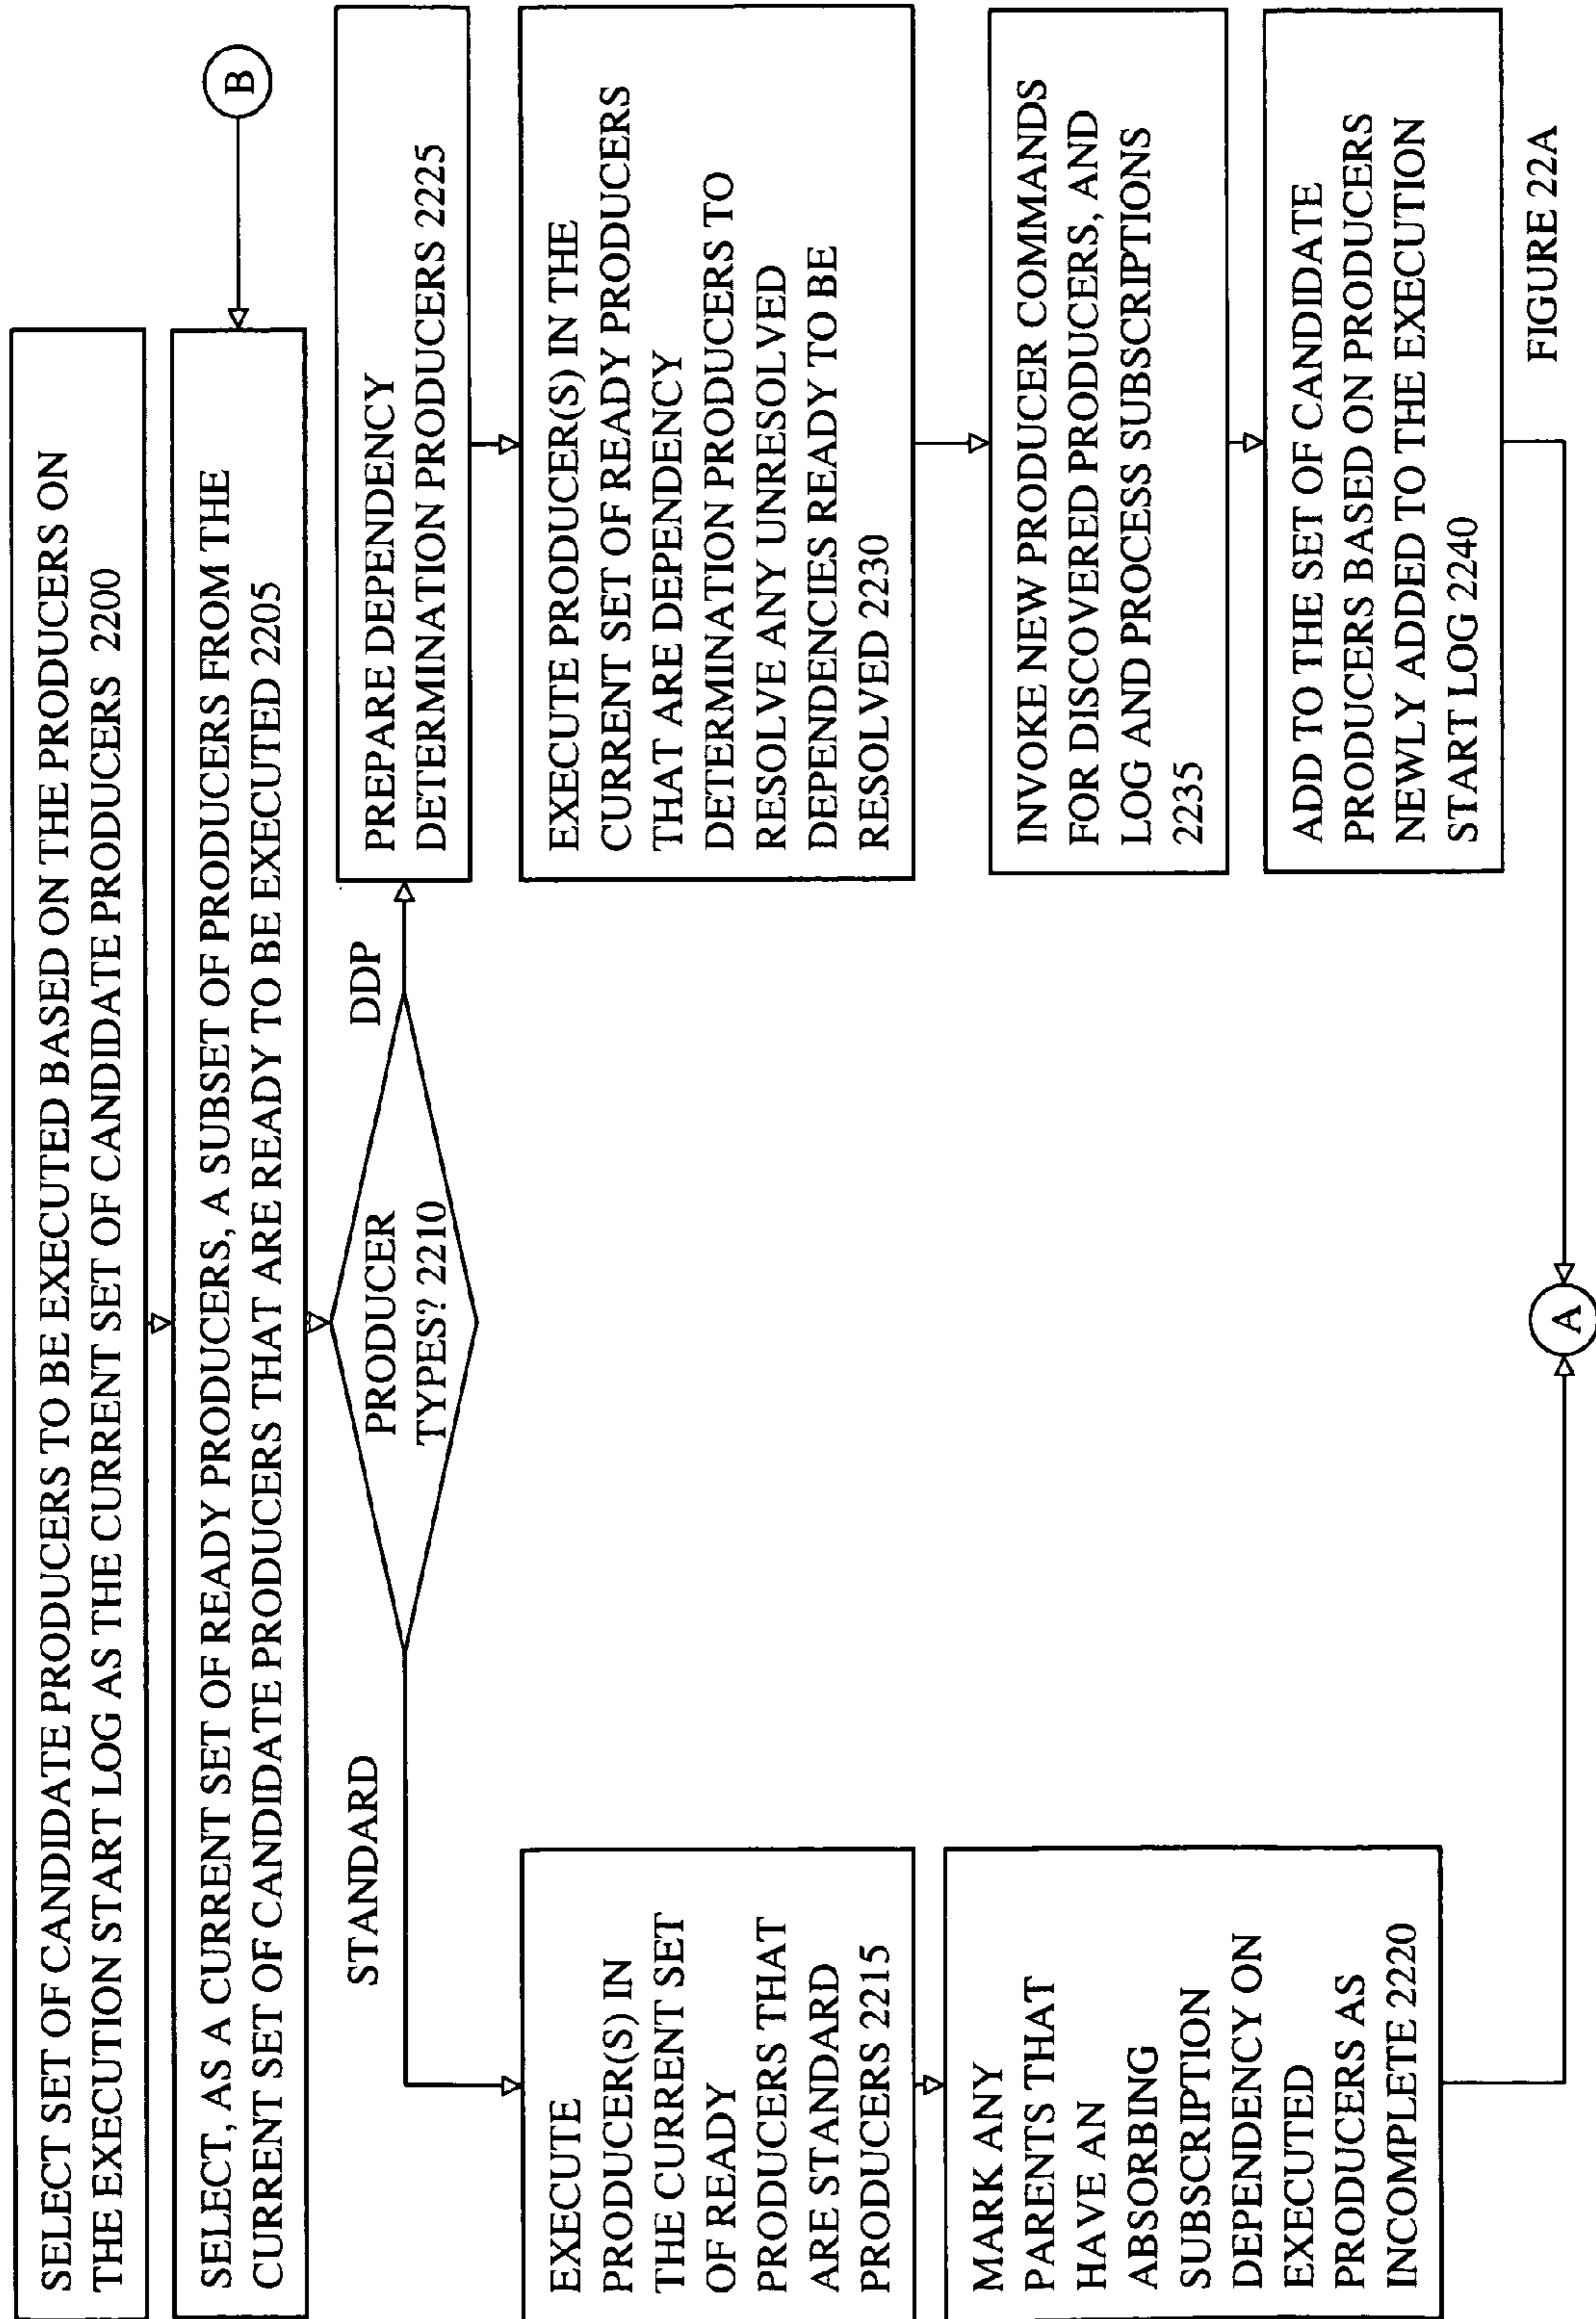 SELECT SET OF CANDIDATE PRODUCERS TO BE EXECUTED BASED ON THE PRODUCERS ON
THE EXECUTION START LOG AS THE CURRENT SET OF CANDIDATE PRODUCERS 2200
SELECT, AS A CURRENT SET OF READY PRODUCERS, A SUBSET OF PRODUCERS FROM THE
CURRENT SET OF CANDIDATE PRODUCERS THAT ARE READY TO BE EXECUTED 2205
B
PRODUCER
TYPES? 2210
STANDARD
DDP
EXECUTE
PRODUCER(S) IN
THE CURRENT SET
OF READY
PRODUCERS THAT
ARE STANDARD
PRODUCERS 2215
MARK ANY
PARENTS THAT
HAVE AN
ABSORBING
SUBSCRIPTION
DEPENDENCY ON
EXECUTED
PRODUCERS AS
INCOMPLETE 2220
PREPARE DEPENDENCY
DETERMINATION PRODUCERS 2225
EXECUTE PRODUCER(S) IN THE
CURRENT SET OF READY PRODUCERS
THAT ARE DEPENDENCY
DETERMINATION PRODUCERS TO
RESOLVE ANY UNRESOLVED
DEPENDENCIES READY TO BE
RESOLVED 2230
INVOKE NEW PRODUCER COMMANDS
FOR DISCOVERED PRODUCERS, AND
LOG AND PROCESS SUBSCRIPTIONS
2235
ADD TO THE SET OF CANDIDATE
PRODUCERS BASED ON PRODUCERS
NEWLY ADDED TO THE EXECUTION
START LOG 2240
A
FIGURE 22A